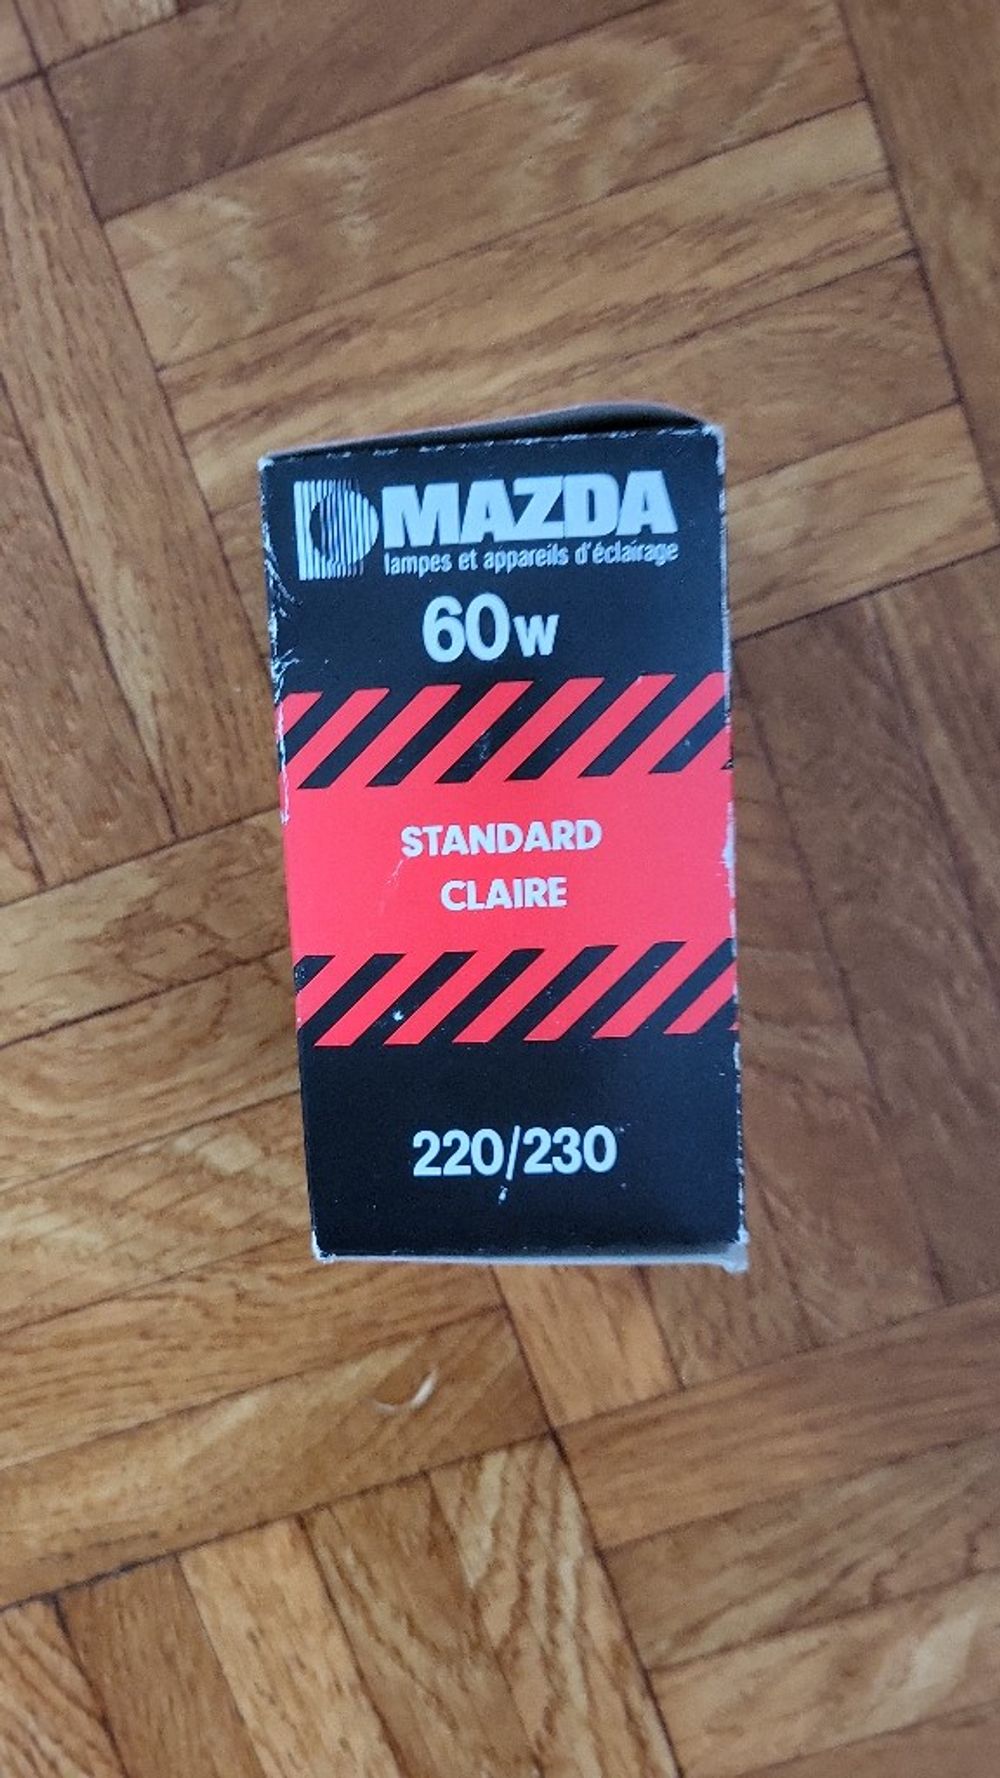 MAZDA
lampes et appareils d'éclairage
60W
STANDARD
CLAIRE
220/230